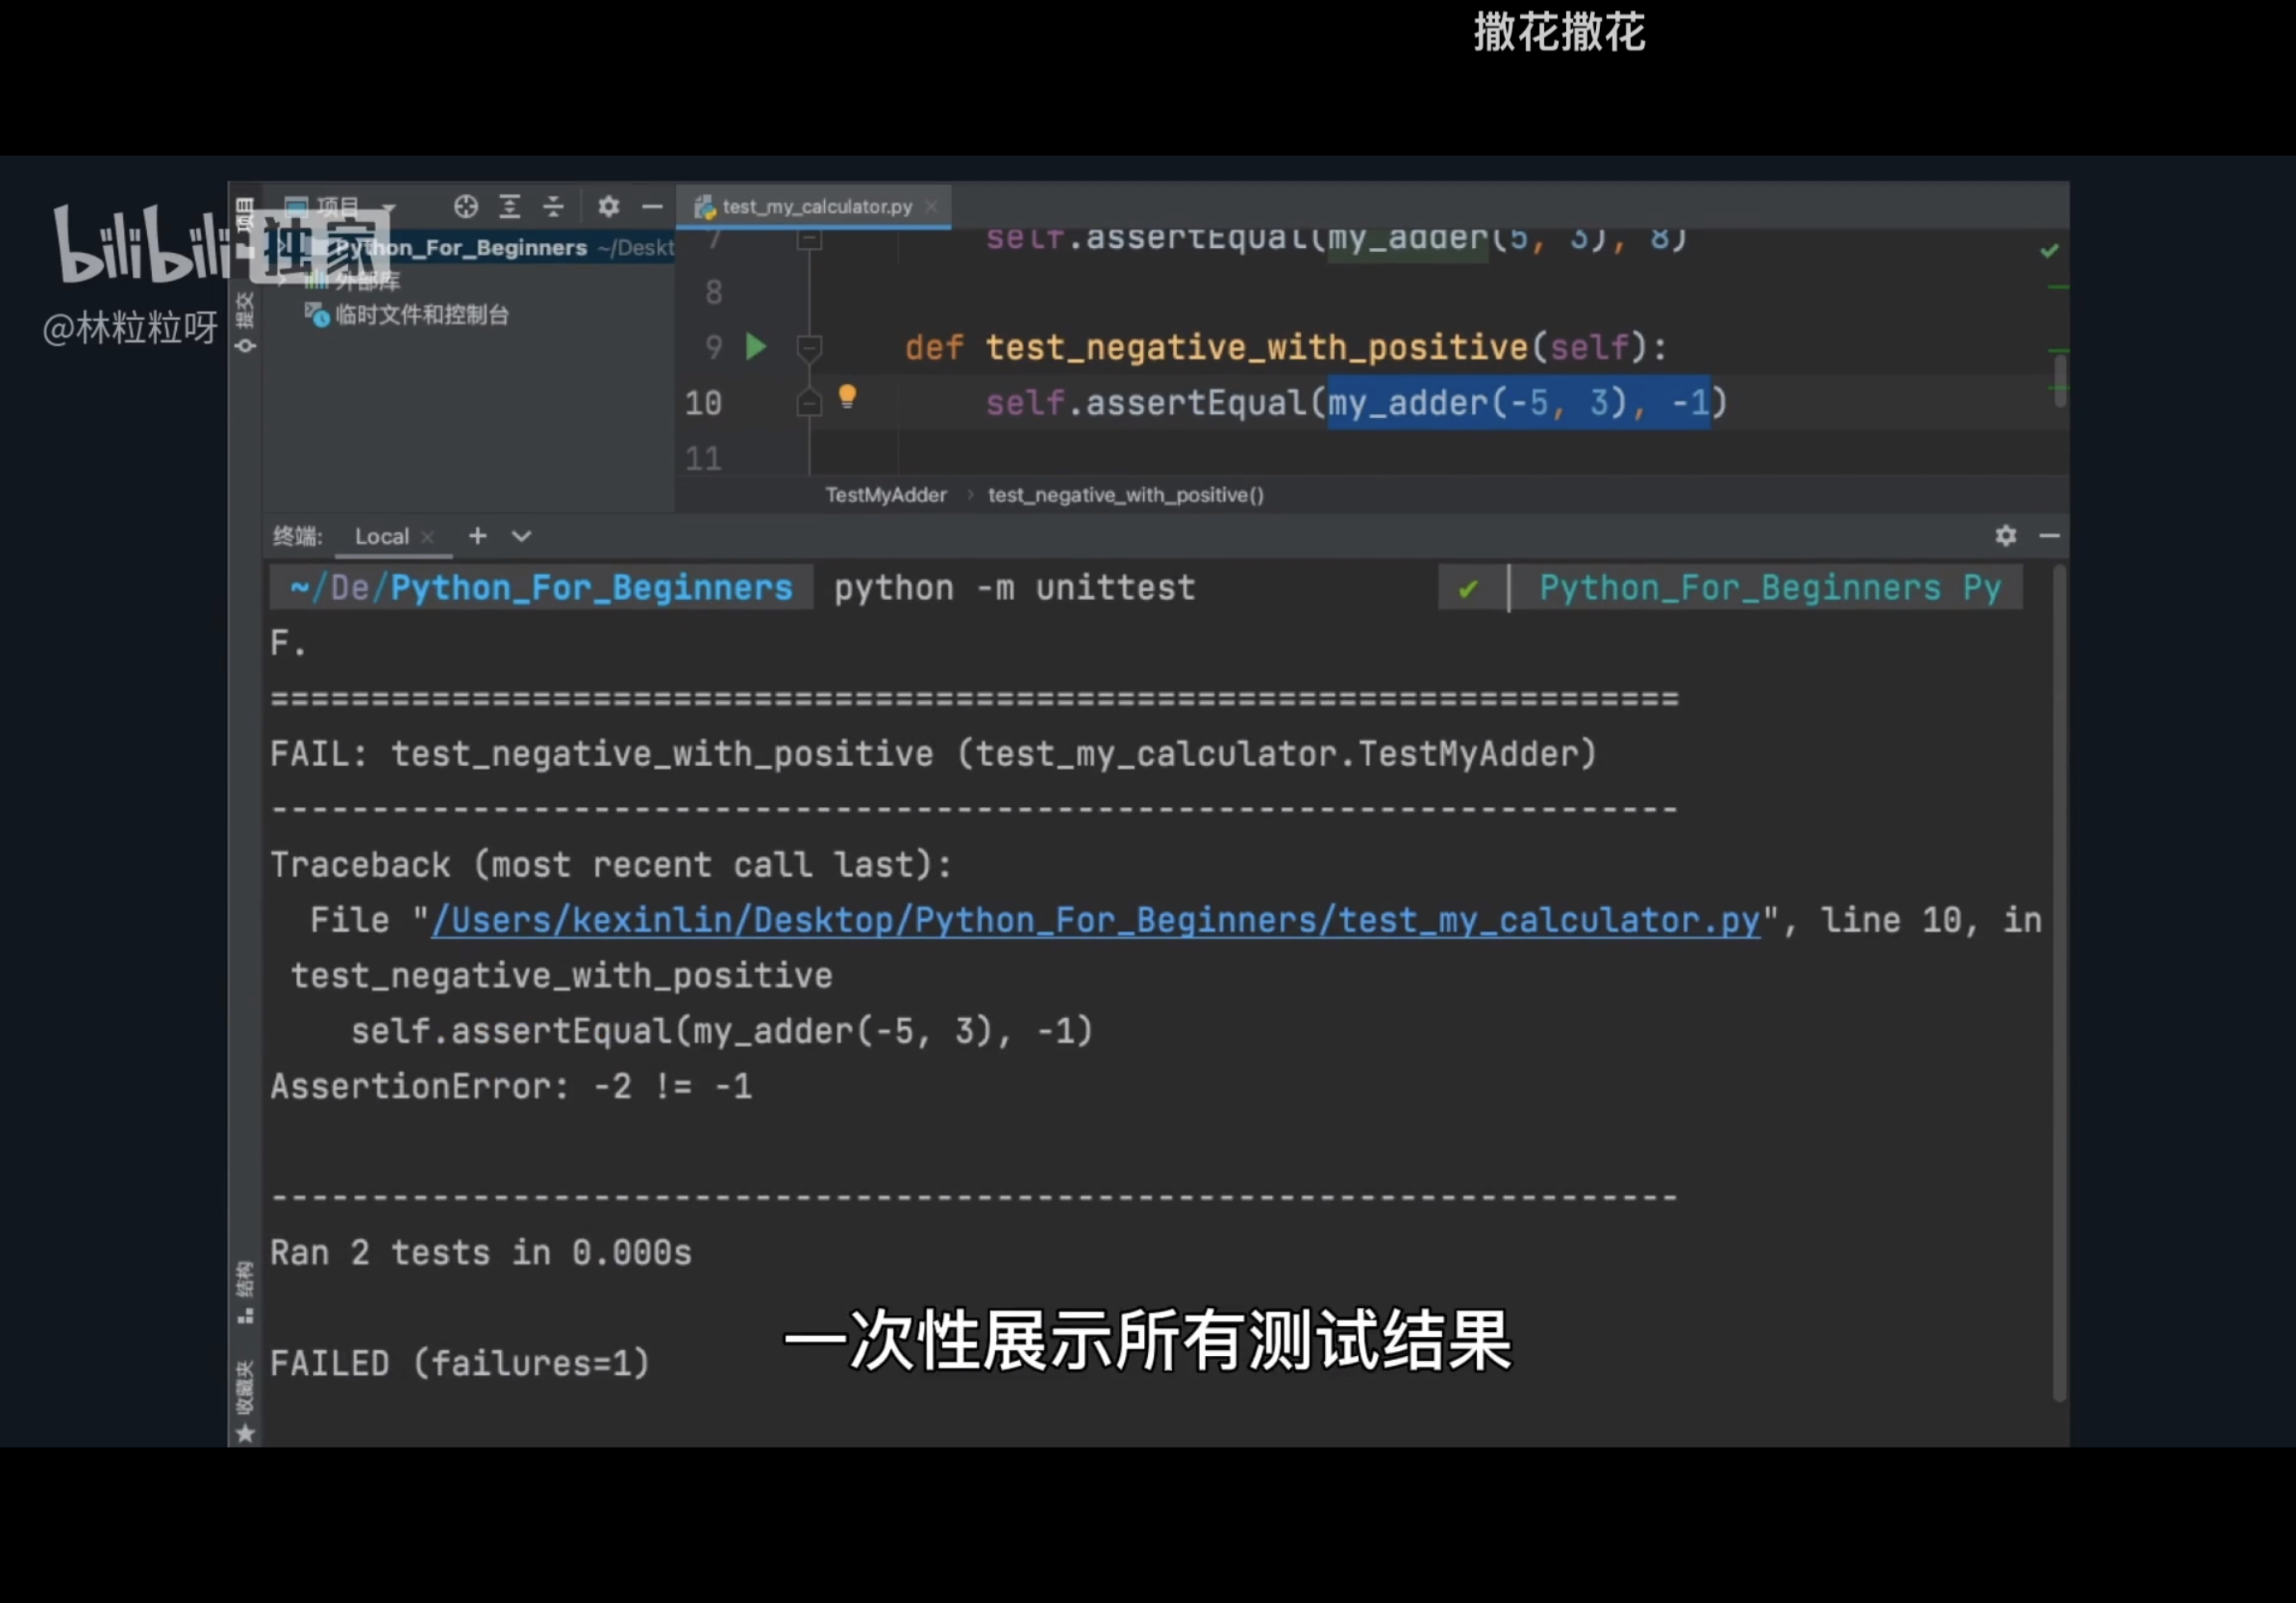 撒花撒花
bilibili 独家
@林粒粒呀
项目
项目
Python_For_Beginners ~/Deskt
外部库
临时文件和控制台
提交
test_my_calculator.py
7 self.assertEqual(my_adder(5, 3), 8)
8
9 def test_negative_with_positive(self):
10 self.assertEqual(my_adder(-5, 3), -1)
11
TestMyAdder › test_negative_with_positive()
终端: Local
~/De/Python_For_Beginners python -m unittest ✔ | Python_For_Beginners Py
F.
======================================================================
FAIL: test_negative_with_positive (test_my_calculator.TestMyAdder)
----------------------------------------------------------------------
Traceback (most recent call last):
File "/Users/kexinlin/Desktop/Python_For_Beginners/test_my_calculator.py", line 10, in
test_negative_with_positive
self.assertEqual(my_adder(-5, 3), -1)
AssertionError: -2 != -1
----------------------------------------------------------------------
Ran 2 tests in 0.000s
FAILED (failures=1)
结构
收藏夹
一次性展示所有测试结果